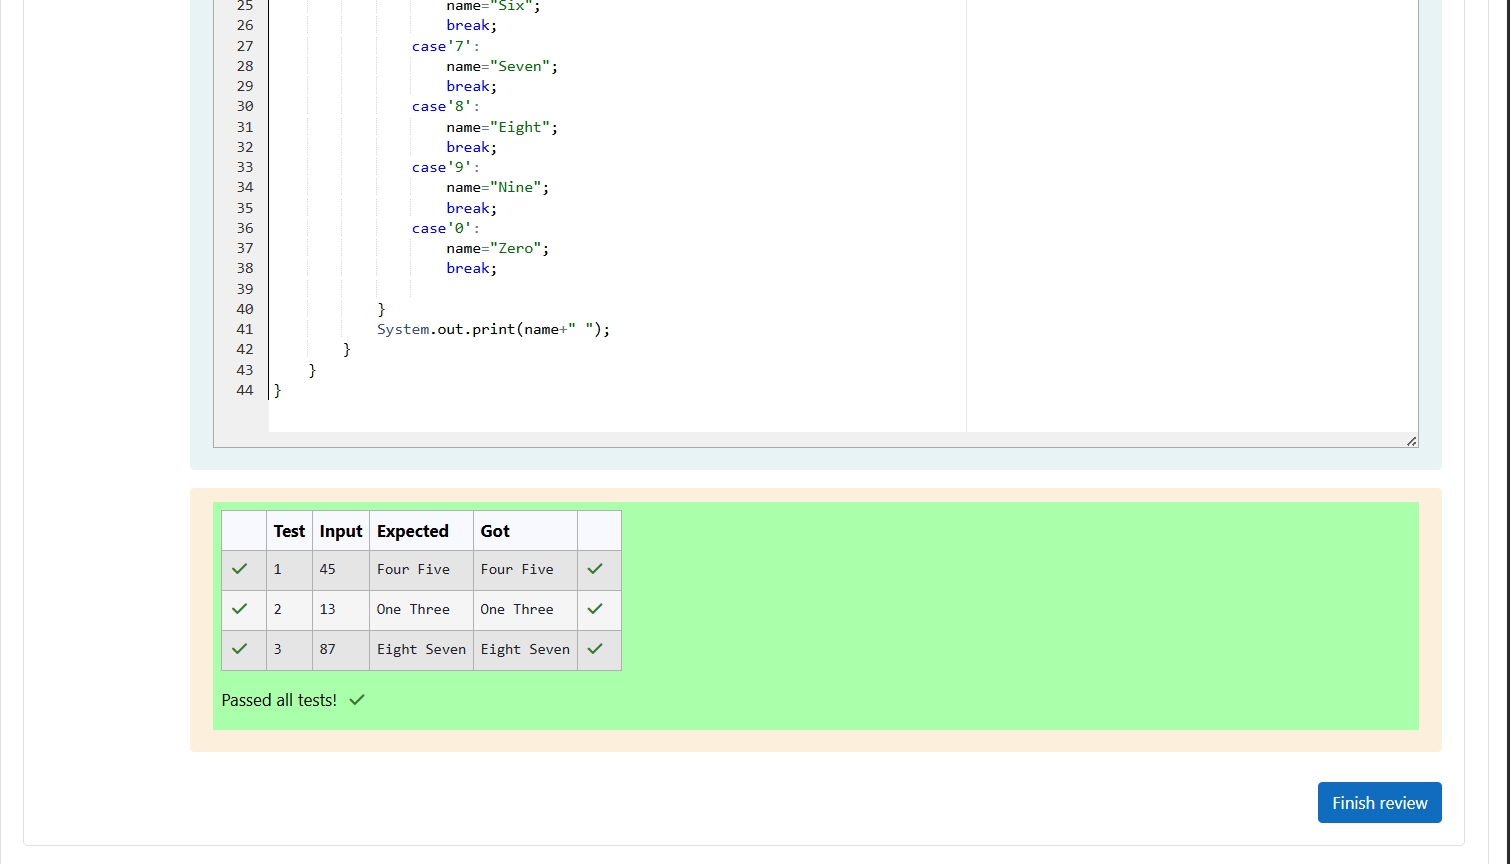 25 name="Six";
26 break;
27 case'7':
28 name="Seven";
29 break;
30 case'8':
31 name="Eight";
32 break;
33 case'9':
34 name="Nine";
35 break;
36 case'0':
37 name="Zero";
38 break;
39
40 }
41 System.out.print(name+" ");
42 }
43 }
44 }
Test Input Expected Got
1 45 Four Five Four Five
2 13 One Three One Three
3 87 Eight Seven Eight Seven
Passed all tests!
Finish review